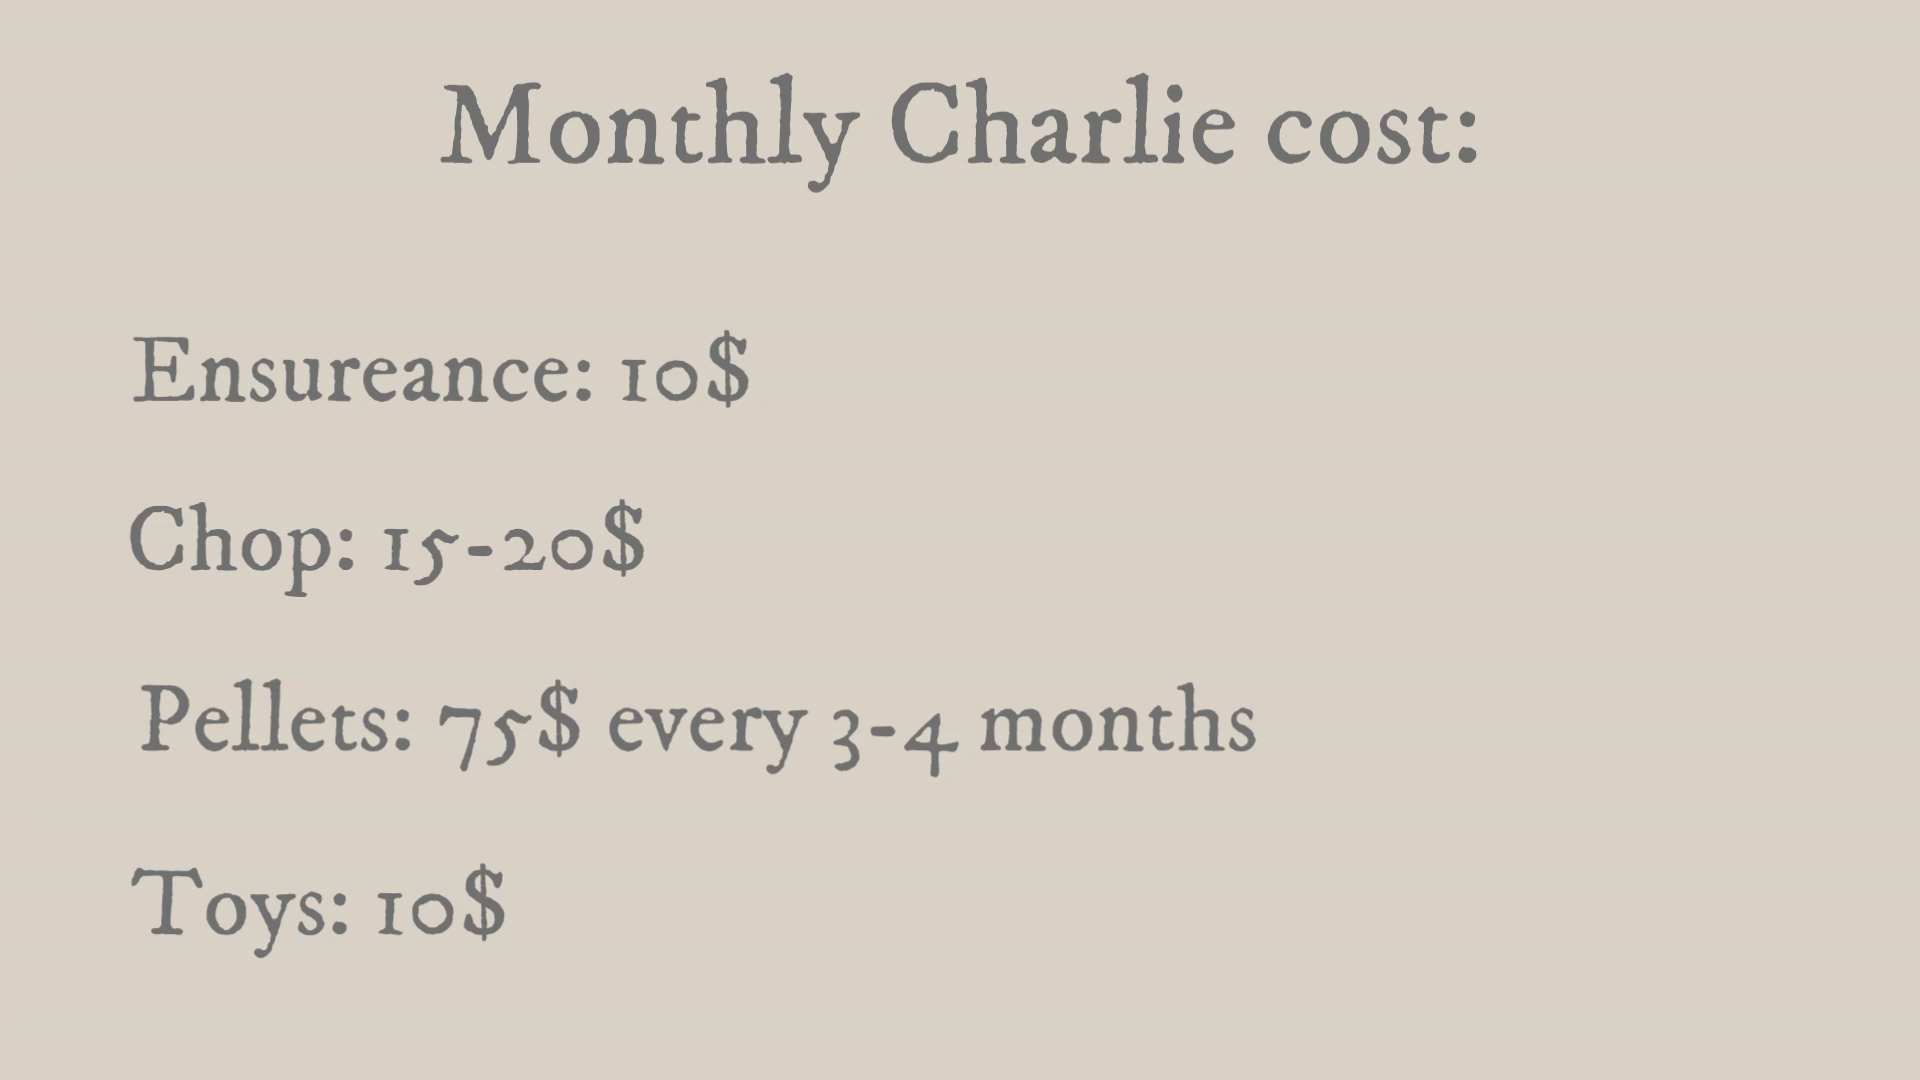 Monthly Charlie cost:
Ensureance: 10$
Chop: 15-20$
Pellets: 75$ every 3-4 months
Toys: 10$